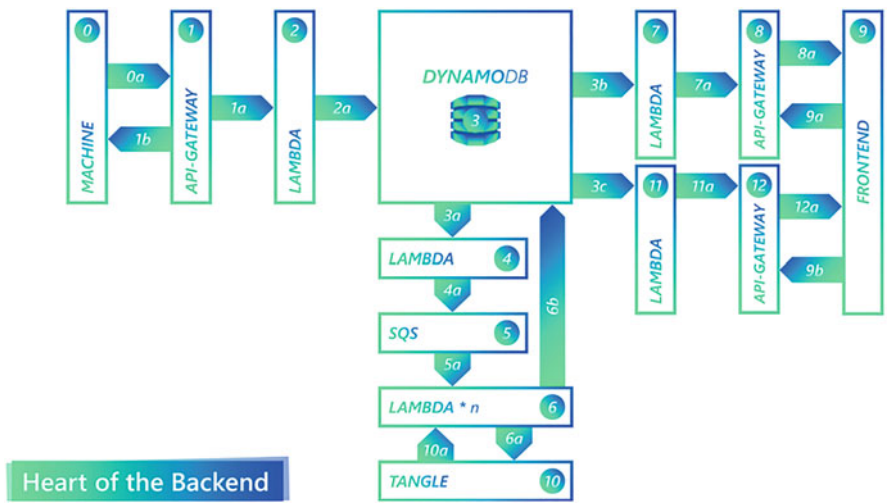 0
MACHINE
0a
1b
1
API-GATEWAY
1a
2
LAMBDA
2a
DYNAMODB
3
3b
7
LAMBDA
7a
8
API-GATEWAY
8a
9a
9
FRONTEND
3c
11
LAMBDA
11a
12
API-GATEWAY
12a
9b
3a
LAMBDA 4
4a
SQS 5
5a
6b
LAMBDA * n 6
10a 6a
TANGLE 10
Heart of the Backend